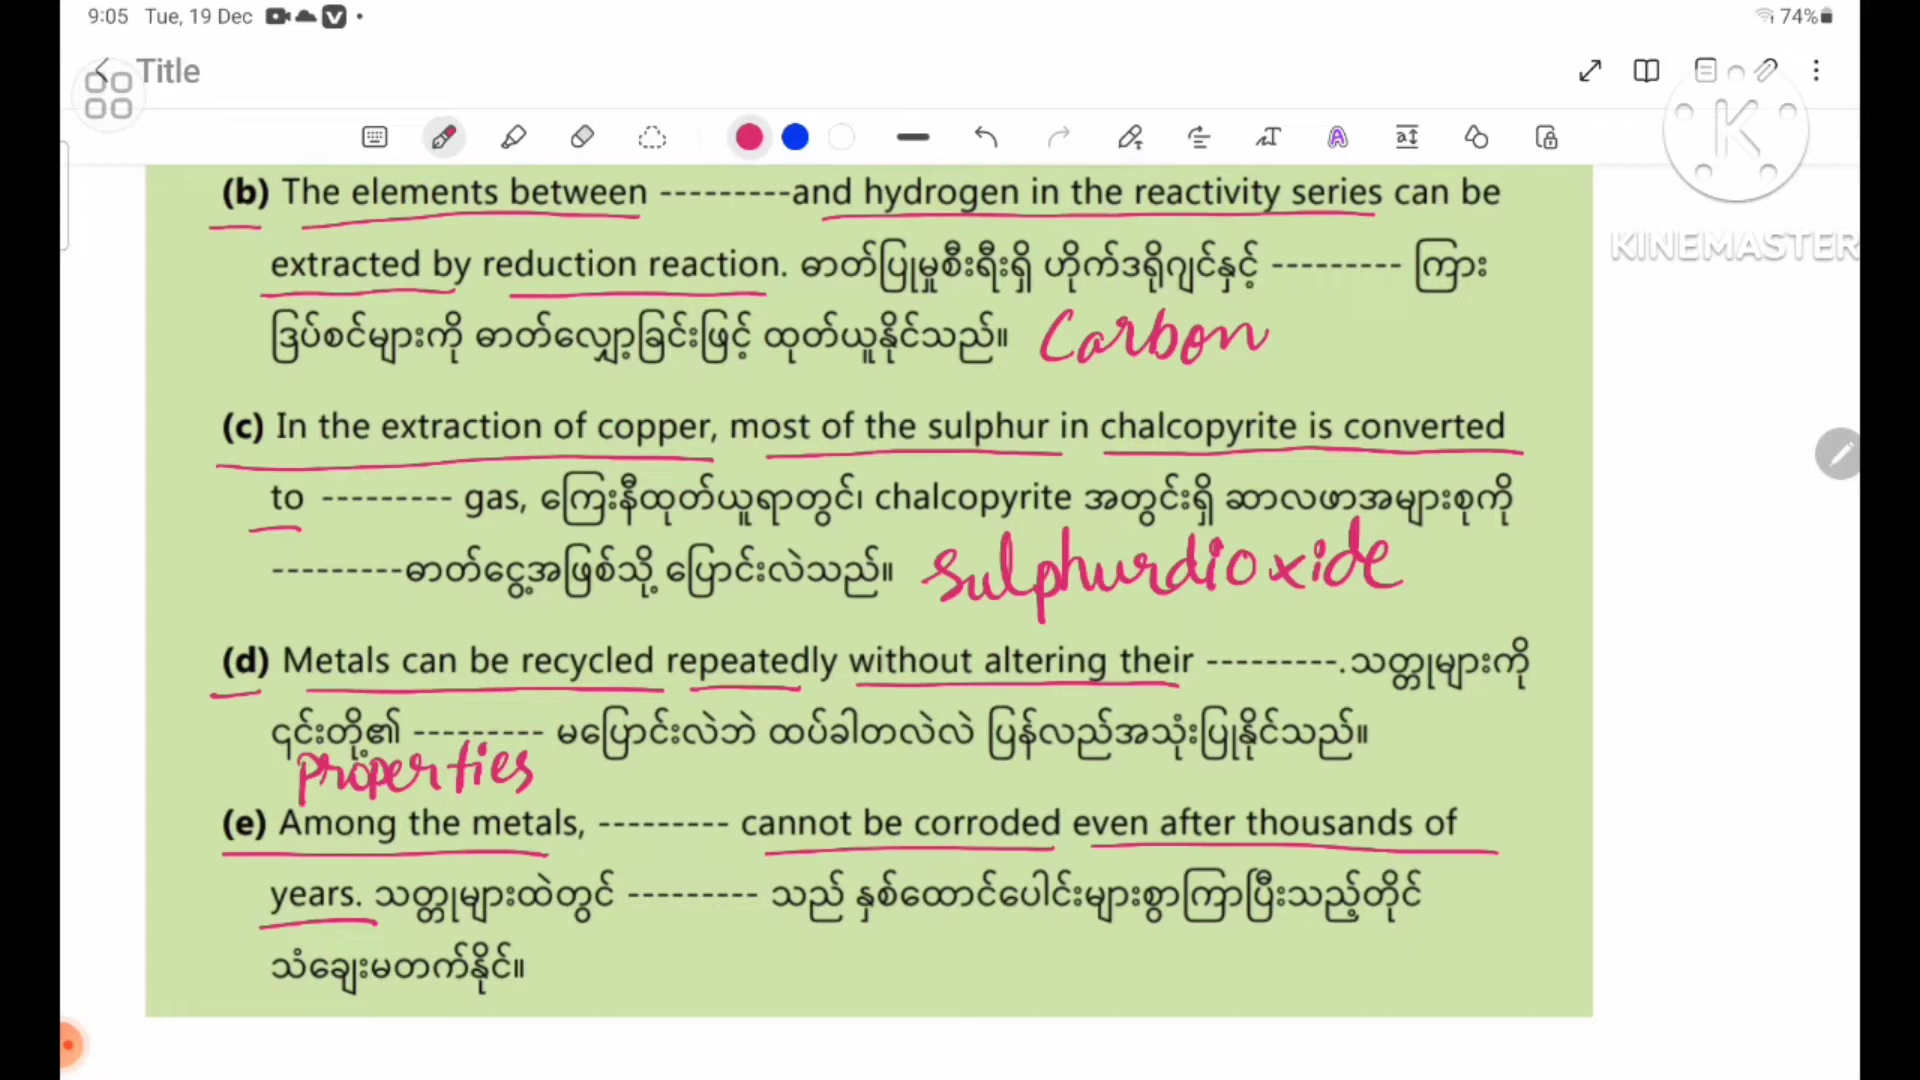 9:05 Tue, 19 Dec
74%
Title
KINEMASTER
(b) The elements between ---------and hydrogen in the reactivity series can be
extracted by reduction reaction. ဓာတ်ပြုမှုစီးရီးရှိ ဟိုက်ဒရိုဂျင်နှင့် --------- ကြား
ဒြပ်စင်များကို ဓာတ်လျှော့ခြင်းဖြင့် ထုတ်ယူနိုင်သည်။ Carbon
(c) In the extraction of copper, most of the sulphur in chalcopyrite is converted
to --------- gas, ကြေးနီထုတ်ယူရာတွင်၊ chalcopyrite အတွင်းရှိ ဆာလဖာအများစုကို
---------ဓာတ်ငွေ့အဖြစ်သို့ ပြောင်းလဲသည်။ sulphurdioxide
(d) Metals can be recycled repeatedly without altering their ---------.သတ္တုများကို
၎င်းတို့၏ --------- မပြောင်းလဲဘဲ ထပ်ခါတလဲလဲ ပြန်လည်အသုံးပြုနိုင်သည်။
properties
(e) Among the metals, --------- cannot be corroded even after thousands of
years. သတ္တုများထဲတွင် --------- သည် နှစ်ထောင်ပေါင်းများစွာကြာပြီးသည့်တိုင်
သံချေးမတက်နိုင်။